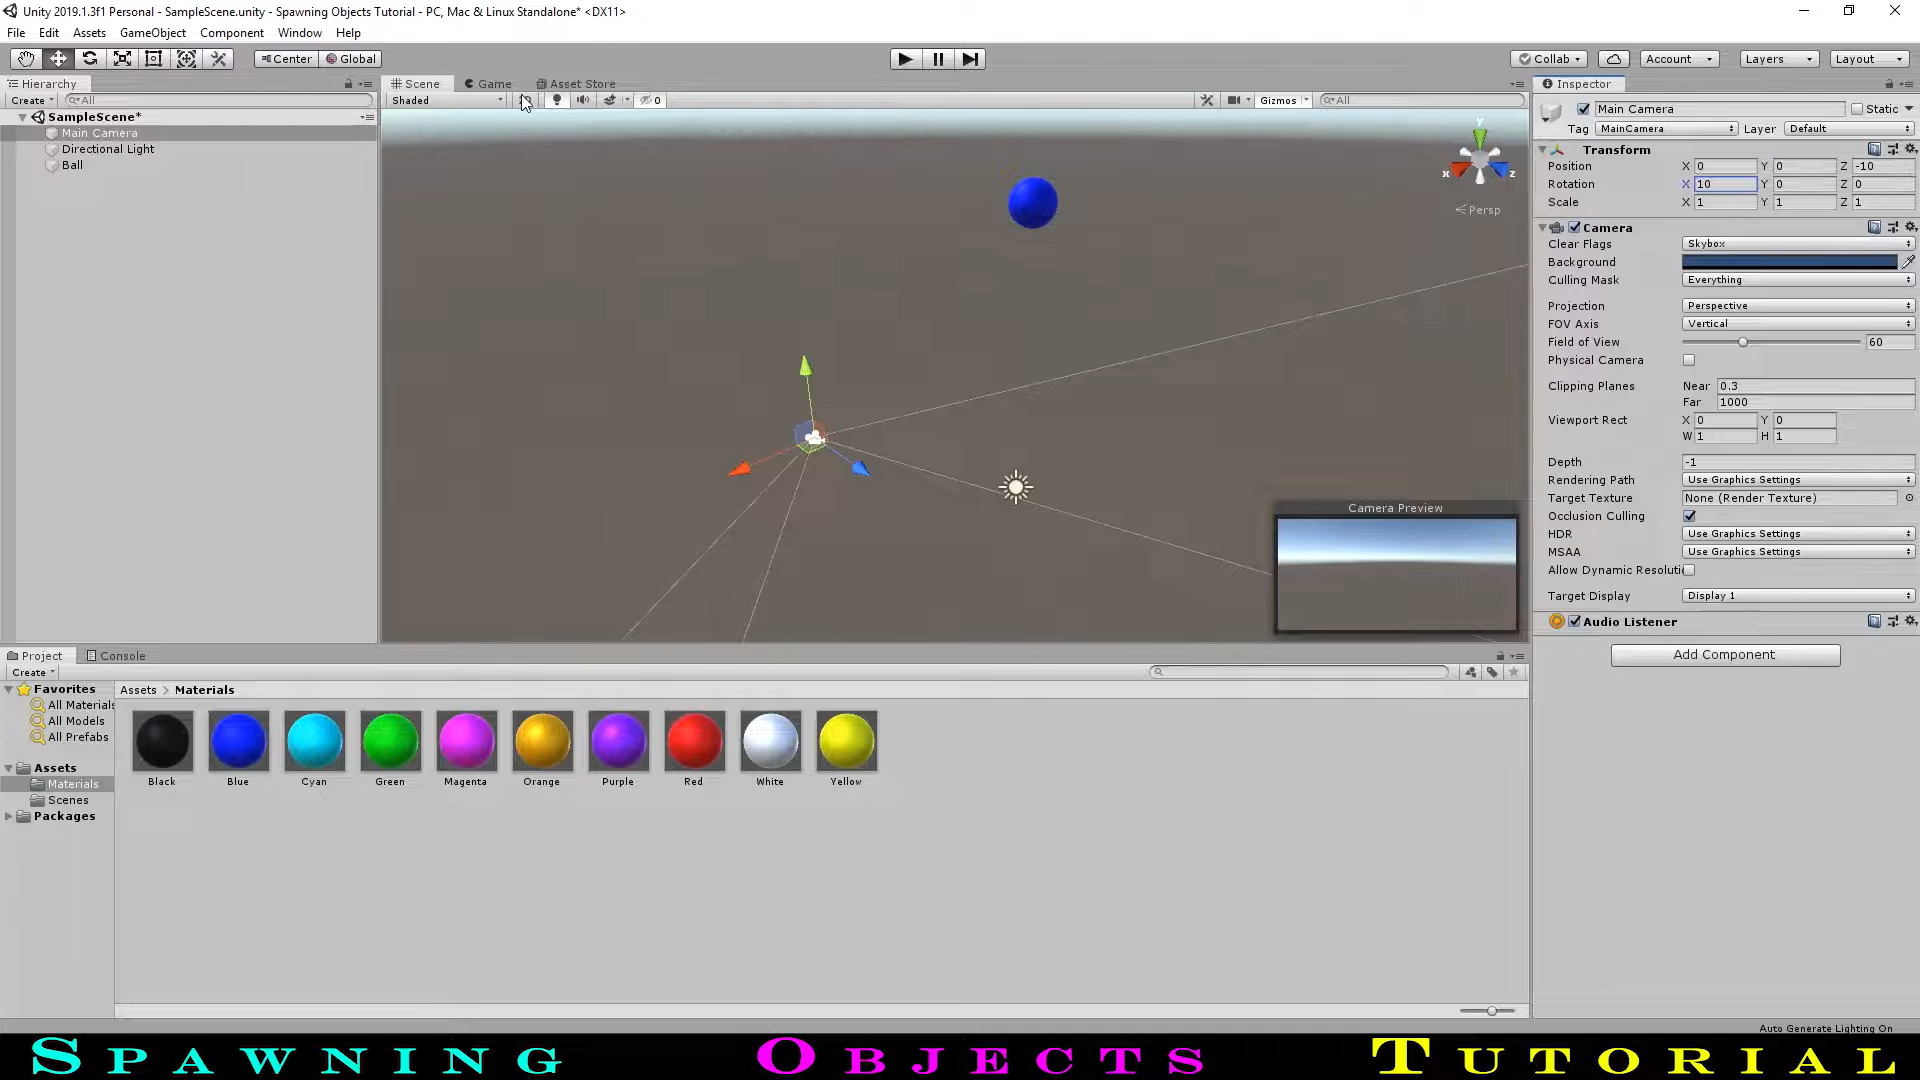 Unity 2019.1.3f1 Personal - SampleScene.unity - Spawning Objects Tutorial - PC, Mac & Linux Standalone* <DX11>
File Edit Assets GameObject Component Window Help
Center Global Collab Account Layers Layout
Hierarchy
Create All
SampleScene*
Main Camera
Directional Light
Ball
Scene Game Asset Store
Shaded 0 Gizmos All
y
x z
Persp
Camera Preview
Inspector
Main Camera Static
Tag MainCamera Layer Default
Transform
Position X 0 Y 0 Z -10
Rotation X 10 Y 0 Z 0
Scale X 1 Y 1 Z 1
Camera
Clear Flags Skybox
Background
Culling Mask Everything
Projection Perspective
FOV Axis Vertical
Field of View 60
Physical Camera
Clipping Planes Near 0.3
Far 1000
Viewport Rect X 0 Y 0
W 1 H 1
Depth -1
Rendering Path Use Graphics Settings
Target Texture None (Render Texture)
Occlusion Culling
HDR Use Graphics Settings
MSAA Use Graphics Settings
Allow Dynamic Resoluti
Target Display Display 1
Audio Listener
Add Component
Project Console
Create
Favorites
All Materials
All Models
All Prefabs
Assets
Materials
Scenes
Packages
Assets > Materials
Black Blue Cyan Green Magenta Orange Purple Red White Yellow
Auto Generate Lighting On
SPAWNING OBJECTS TUTORIAL